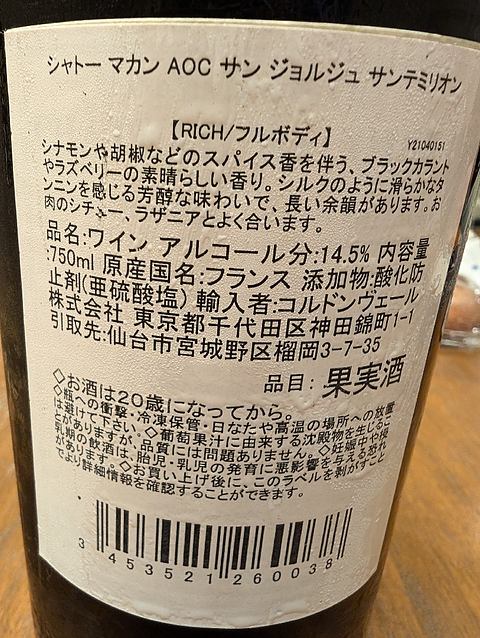 シャトー マカン AOC サン ジョルジュ サンテミリオン
【RICH/フルボディ】
Y21040151
シナモンや胡椒などのスパイス香を伴う、ブラックカラント
やラズベリーの素晴らしい香り。シルクのように滑らかなタ
ンニンを感じる芳醇な味わいで、長い余韻があります。お
肉のシチュー、ラザニアとよく合います。
品名:ワイン アルコール分:14.5% 内容量
:750ml 原産国名:フランス 添加物:酸化防
止剤(亜硫酸塩) 輸入者:コルドンヴェール
株式会社 東京都千代田区神田錦町1-1
引取先:仙台市宮城野区榴岡3-7-35
品目: 果実酒
◇お酒は20歳になってから。
◇瓶への衝撃・冷凍保管・日なたや高温の場所への放置
は避けて下さい。◇葡萄果汁に由来する沈殿物を生じるこ
とがありますが、品質には問題ありません。◇妊娠中や授
乳期の飲酒は、胎児・乳児の発育に悪影響を与える恐れ
があります。◇お買い上げ後に、このラベルを剥がすこと
でより詳細情報を確認することができます。
3 453521 260038